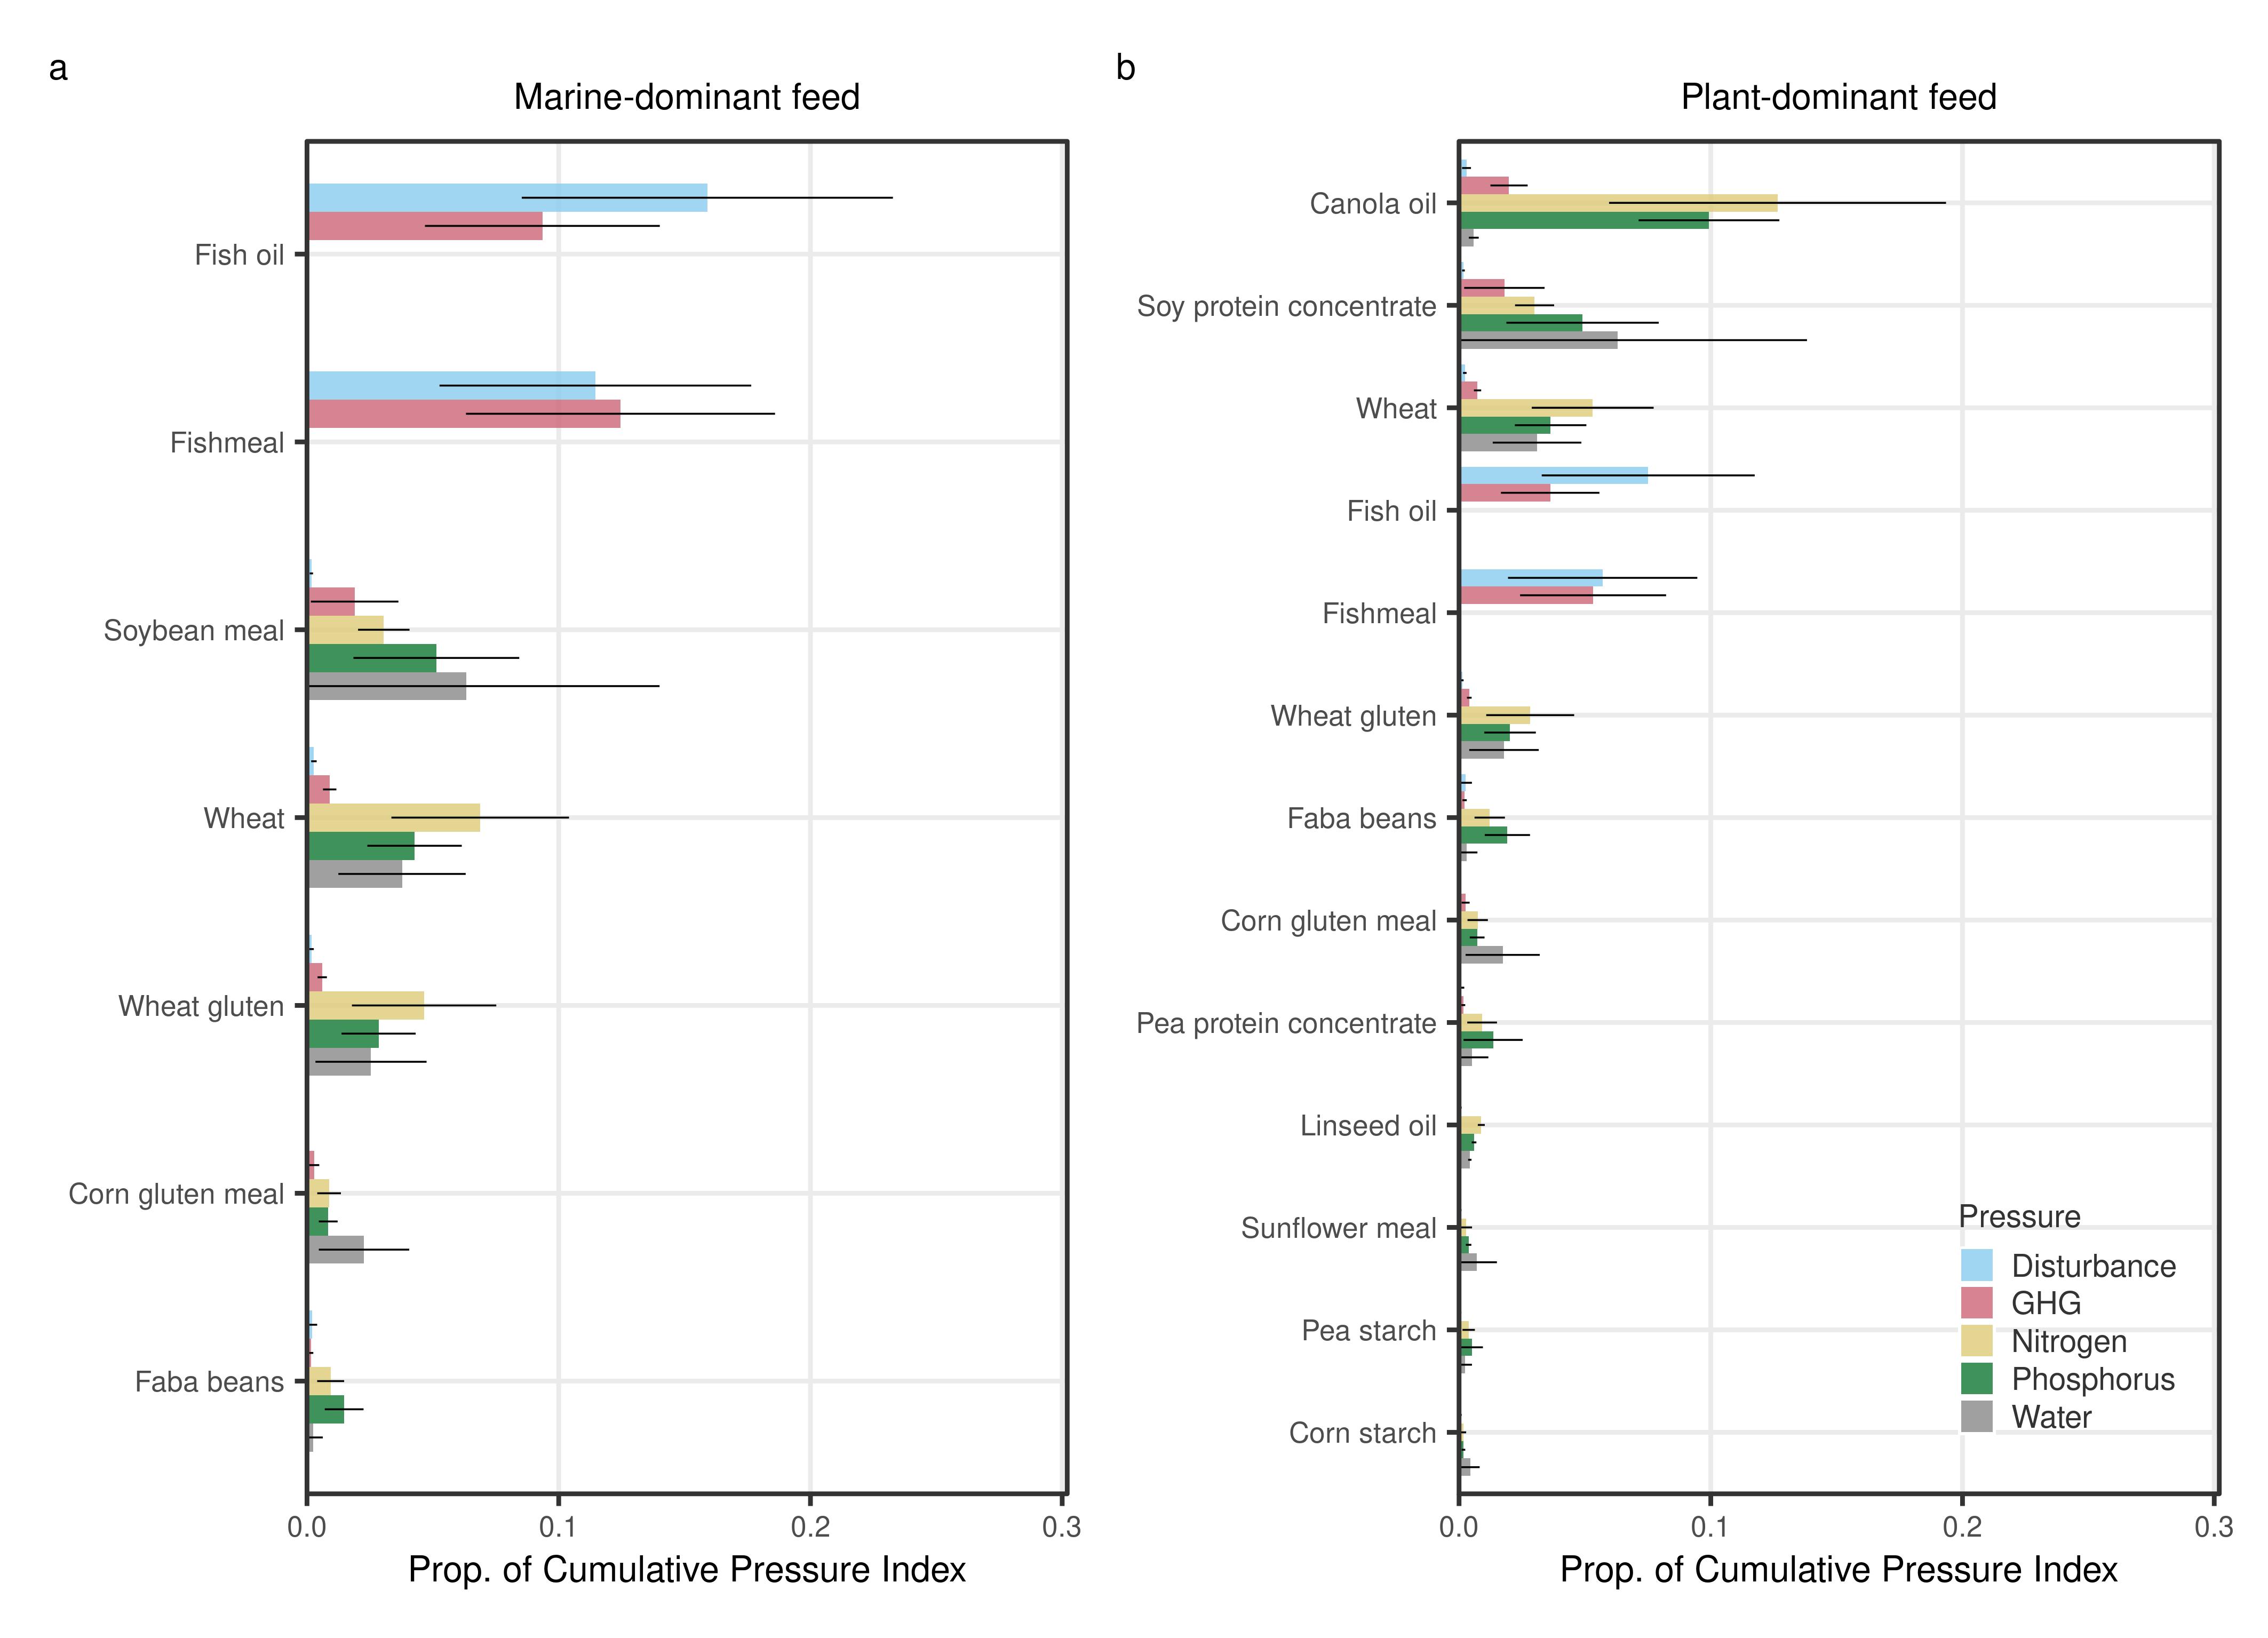 a
Marine-dominant feed
Fish oil
Fishmeal
Soybean meal
Wheat
Wheat gluten
Corn gluten meal
Faba beans
0.0 0.1 0.2 0.3
Prop. of Cumulative Pressure Index
b
Plant-dominant feed
Canola oil
Soy protein concentrate
Wheat
Fish oil
Fishmeal
Wheat gluten
Faba beans
Corn gluten meal
Pea protein concentrate
Linseed oil
Sunflower meal
Pea starch
Corn starch
Pressure
Disturbance
GHG
Nitrogen
Phosphorus
Water
0.0 0.1 0.2 0.3
Prop. of Cumulative Pressure Index